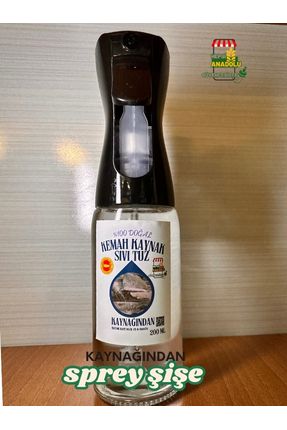 ANADOLU
%100 DOĞAL
KEMAH KAYNAK
SIVI TUZ
KAYNAĞINDAN
200 ML
KAYNAĞINDAN
sprey şişe